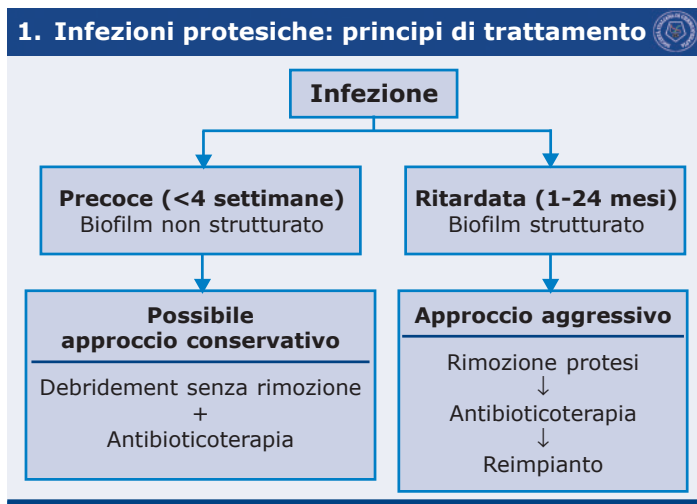 1. Infezioni protesiche: principi di trattamento
Infezione
Precoce (<4 settimane)
Biofilm non strutturato
Ritardata (1-24 mesi)
Biofilm strutturato
Possibile
approccio conservativo
Debridement senza rimozione
+
Antibioticoterapia
Approccio aggressivo
Rimozione protesi
↓
Antibioticoterapia
↓
Reimpianto